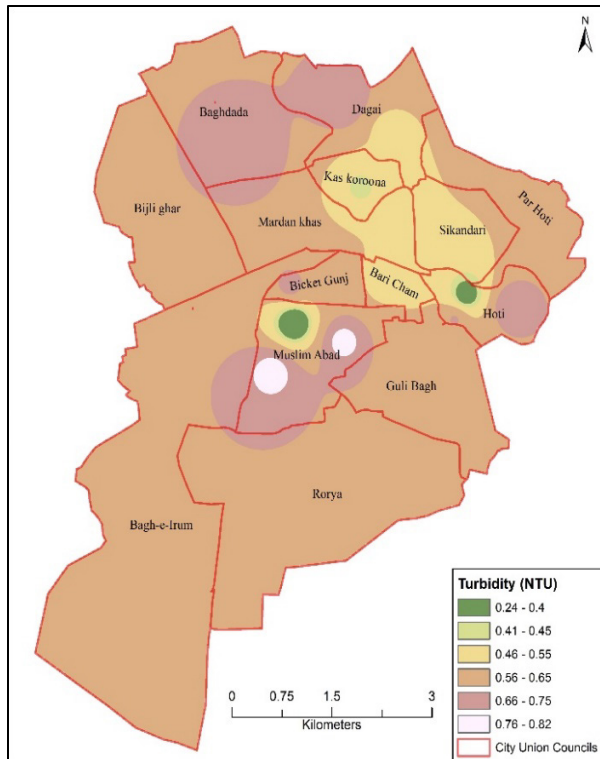 N
Baghdada
Dagai
Kas koroona
Bijli ghar
Mardan khas
Sikandari
Par Hoti
Bicket Gunj
Bari Cham
Hoti
Muslim Abad
Guli Bagh
Rorya
Bagh-e-Irum
Turbidity (NTU)
0.24 - 0.4
0.41 - 0.45
0.46 - 0.55
0.56 - 0.65
0.66 - 0.75
0.76 - 0.82
City Union Councils
0 0.75 1.5 3
Kilometers